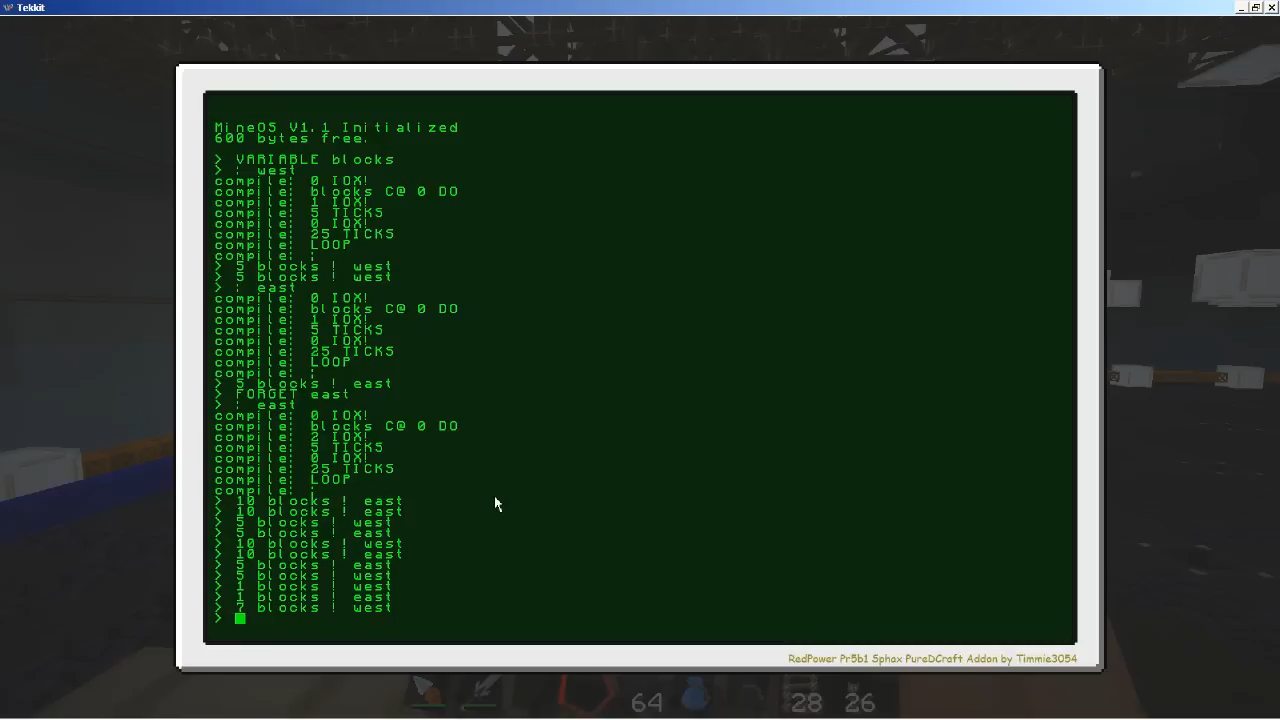 Tekkit
MineOS V1.1 Initialized
600 bytes free.
> VARIABLE blocks
> : west
compile: 0 IOX!
compile: blocks C@ 0 DO
compile: 1 IOX!
compile: 5 TICKS
compile: 0 IOX!
compile: 25 TICKS
compile: LOOP
compile: ;
> 5 blocks ! west
> 5 blocks ! west
> : east
compile: 0 IOX!
compile: blocks C@ 0 DO
compile: 1 IOX!
compile: 5 TICKS
compile: 0 IOX!
compile: 25 TICKS
compile: LOOP
compile: ;
> 5 blocks ! east
> FORGET east
> : east
compile: 0 IOX!
compile: blocks C@ 0 DO
compile: 2 IOX!
compile: 5 TICKS
compile: 0 IOX!
compile: 25 TICKS
compile: LOOP
compile: ;
> 10 blocks ! east
> 10 blocks ! east
> 5 blocks ! west
> 5 blocks ! east
> 10 blocks ! west
> 10 blocks ! east
> 5 blocks ! east
> 5 blocks ! west
> 1 blocks ! west
> 1 blocks ! east
> 7 blocks ! west
>
RedPower Pr5b1 Sphax PureDCraft Addon by Timmie3054
64 28 26